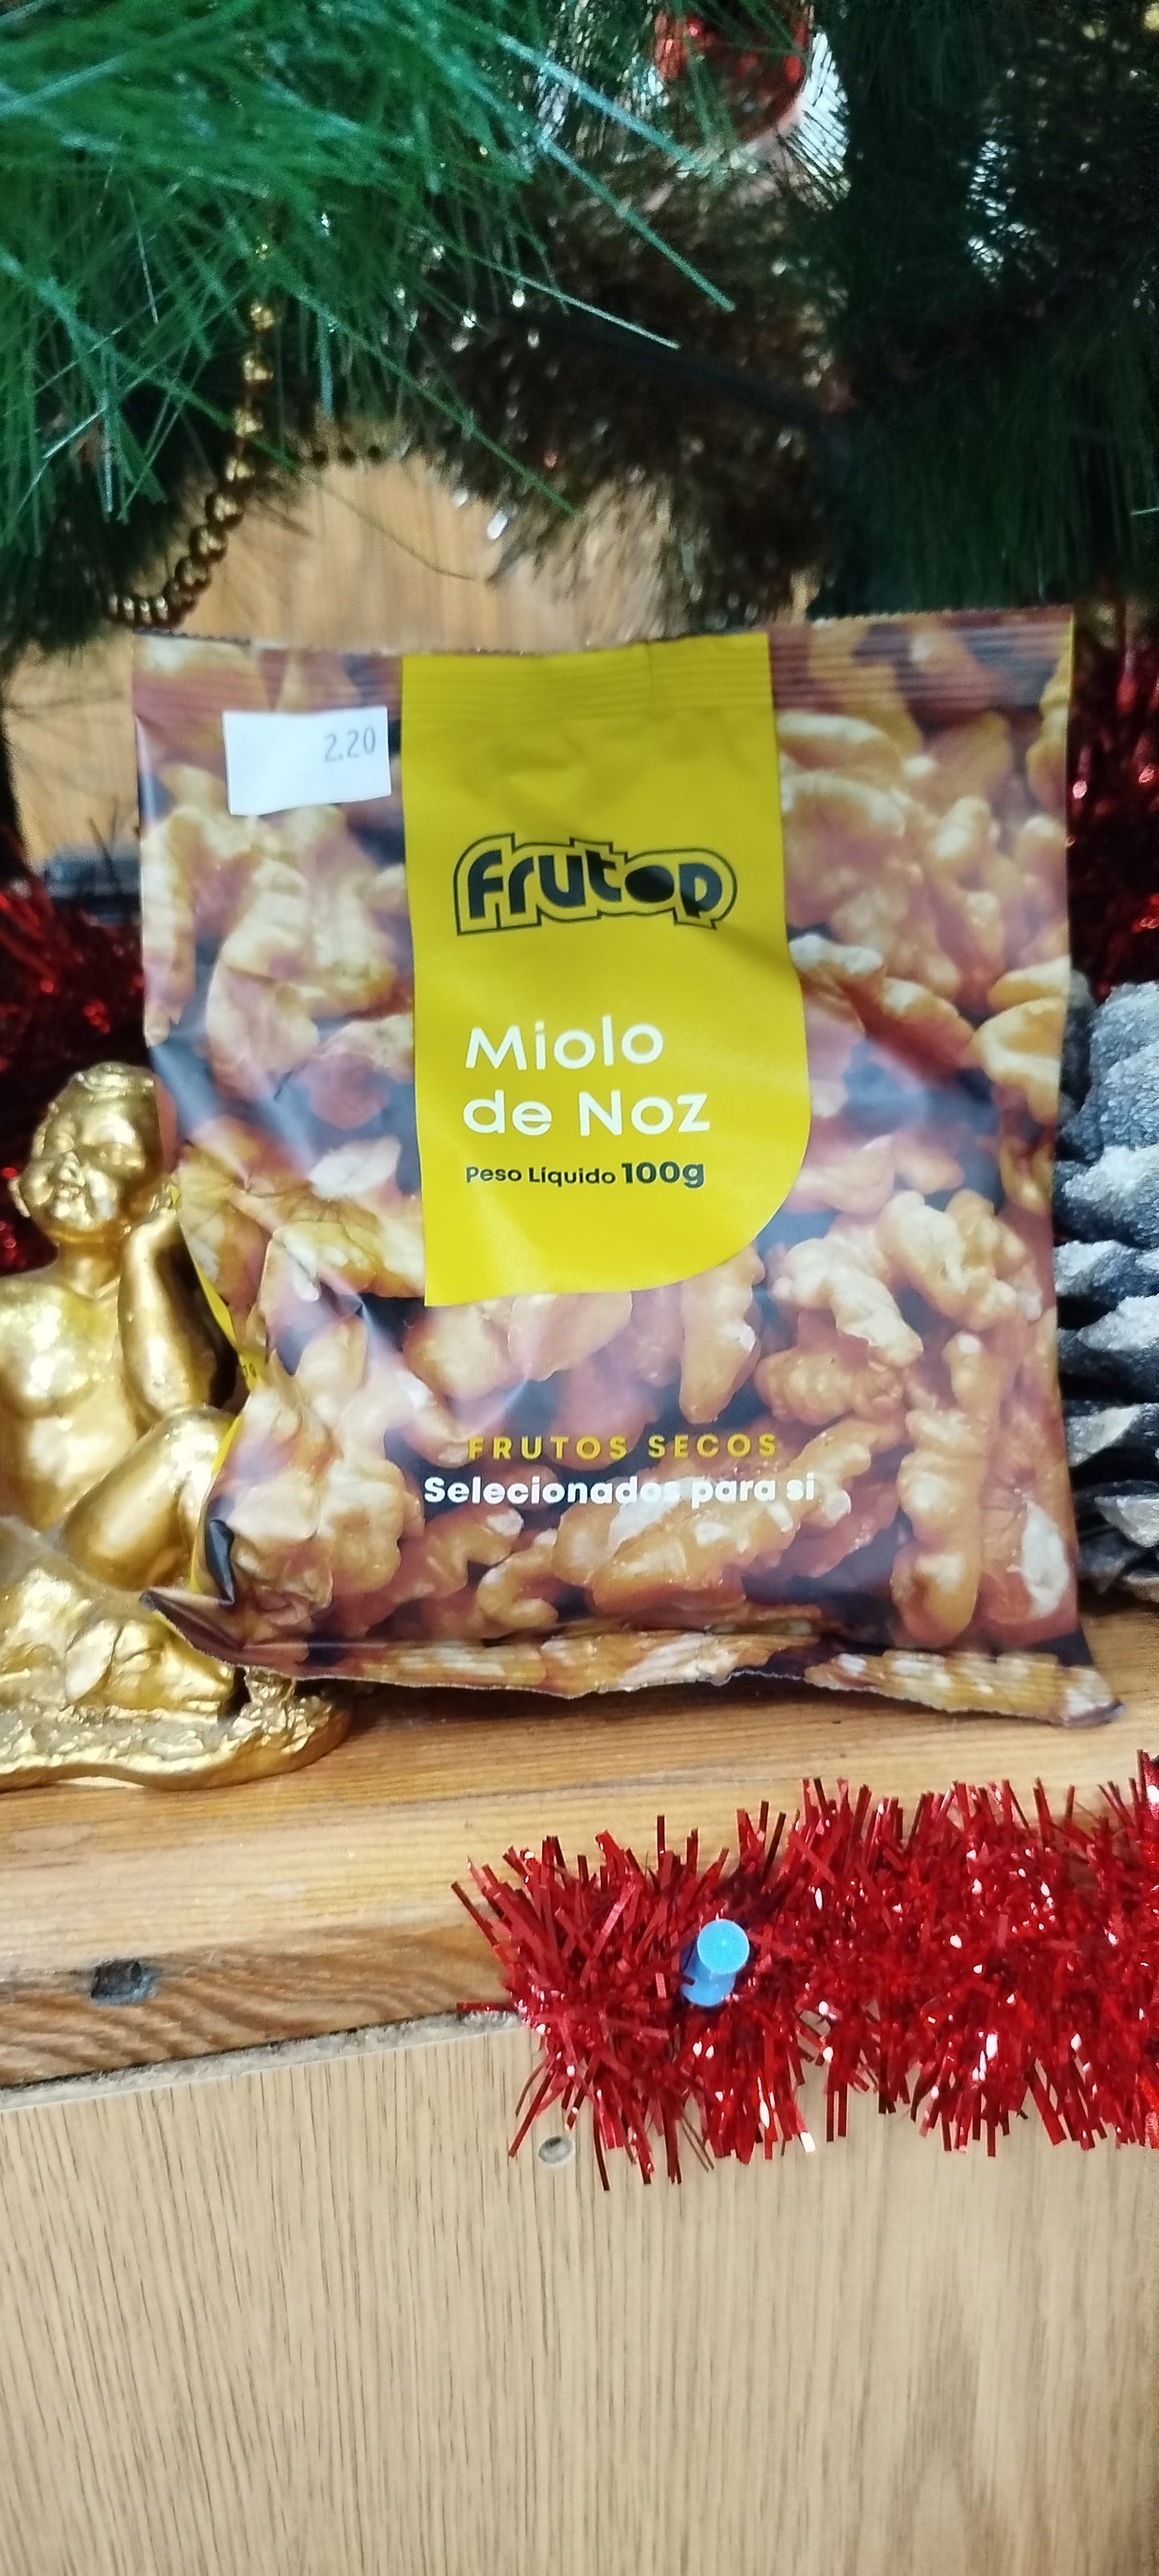 2.20
frutop
Miolo
de Noz
Peso Líquido 100g
FRUTOS SECOS
Selecionados para si